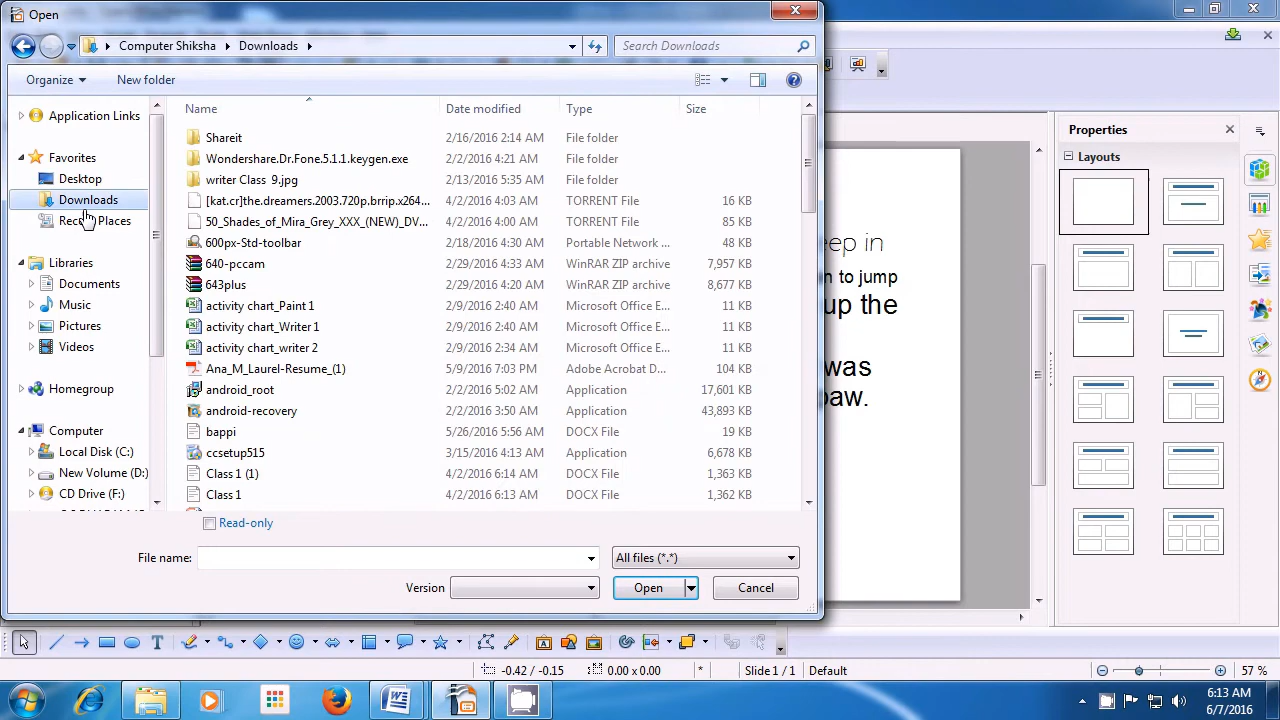 Open
Computer Shiksha Downloads
Search Downloads
Organize New folder
Application Links
Favorites
Desktop
Downloads
Recent Places
Libraries
Documents
Music
Pictures
Videos
Homegroup
Computer
Local Disk (C:)
New Volume (D:)
CD Drive (F:)
Name Date modified Type Size
Shareit 2/16/2016 2:14 AM File folder
Wondershare.Dr.Fone.5.1.1.keygen.exe 2/2/2016 4:21 AM File folder
writer Class 9.jpg 2/13/2016 5:35 AM File folder
[kat.cr]the.dreamers.2003.720p.brrip.x264... 4/2/2016 4:03 AM TORRENT File 16 KB
50_Shades_of_Mira_Grey_XXX_(NEW)_DV... 4/2/2016 4:00 AM TORRENT File 85 KB
600px-Std-toolbar 2/18/2016 4:30 AM Portable Network ... 48 KB
640-pccam 2/29/2016 4:33 AM WinRAR ZIP archive 7,957 KB
643plus 2/29/2016 4:20 AM WinRAR ZIP archive 8,677 KB
activity chart_Paint 1 2/9/2016 2:40 AM Microsoft Office E... 11 KB
activity chart_Writer 1 2/9/2016 2:40 AM Microsoft Office E... 11 KB
activity chart_writer 2 2/9/2016 2:34 AM Microsoft Office E... 11 KB
Ana_M_Laurel-Resume_(1) 5/9/2016 7:03 PM Adobe Acrobat D... 104 KB
android_root 2/2/2016 5:02 AM Application 17,601 KB
android-recovery 2/2/2016 3:50 AM Application 43,893 KB
bappi 5/26/2016 5:56 AM DOCX File 19 KB
ccsetup515 3/15/2016 4:13 AM Application 6,678 KB
Class 1 (1) 4/2/2016 6:14 AM DOCX File 1,363 KB
Class 1 4/2/2016 6:13 AM DOCX File 1,362 KB
Read-only
File name: All files (*.*)
Version Open Cancel
eep in
n to jump
up the
was
paw.
Properties
Layouts
-0.42 / -0.15 0.00 x 0.00 * Slide 1 / 1 Default 57 %
6:13 AM
6/7/2016